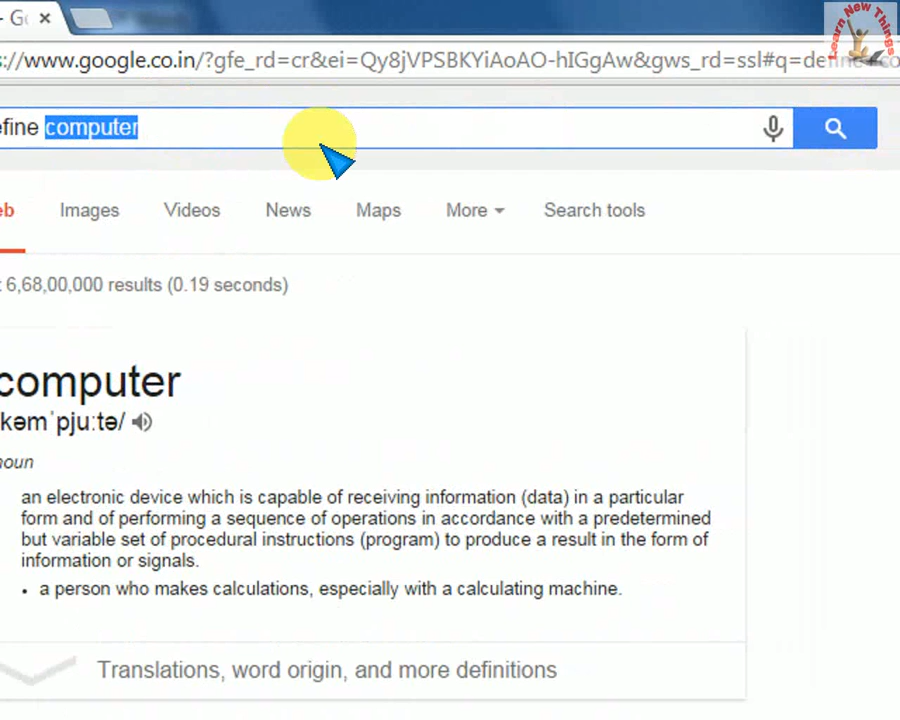 - Go
Learn New Things
://www.google.co.in/?gfe_rd=cr&ei=Qy8jVPSBKYiAoAO-hIGgAw&gws_rd=ssl#q=define+co
efine computer
eb Images Videos News Maps More Search tools
t 6,68,00,000 results (0.19 seconds)
computer
kəmˈpjuːtə/
noun
an electronic device which is capable of receiving information (data) in a particular
form and of performing a sequence of operations in accordance with a predetermined
but variable set of procedural instructions (program) to produce a result in the form of
information or signals.
• a person who makes calculations, especially with a calculating machine.
Translations, word origin, and more definitions